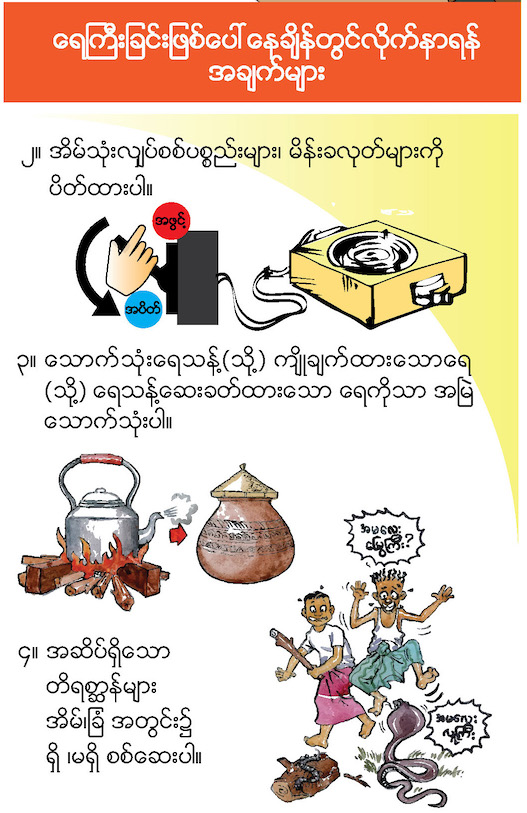 ရေကြီးခြင်းဖြစ်ပေါ် နေချိန်တွင်လိုက်နာရန်
အချက်များ
၂။ အိမ်သုံးလျှပ်စစ်ပစ္စည်းများ၊ မိန်းခလုတ်များကို
ပိတ်ထားပါ။
အဖွင့်
အပိတ်
၃။ သောက်သုံးရေသန့်(သို့) ကျိုချက်ထားသောရေ
(သို့) ရေသန့်ဆေးခတ်ထားသော ရေကိုသာ အမြဲ
သောက်သုံးပါ။
အမလေး
မြွေကြီး?
၄။ အဆိပ်ရှိသော
တိရစ္ဆာန်များ
အိမ်၊ခြံ အတွင်း၌
ရှိ ၊မရှိ စစ်ဆေးပါ။
အမလေး
လူကြီး